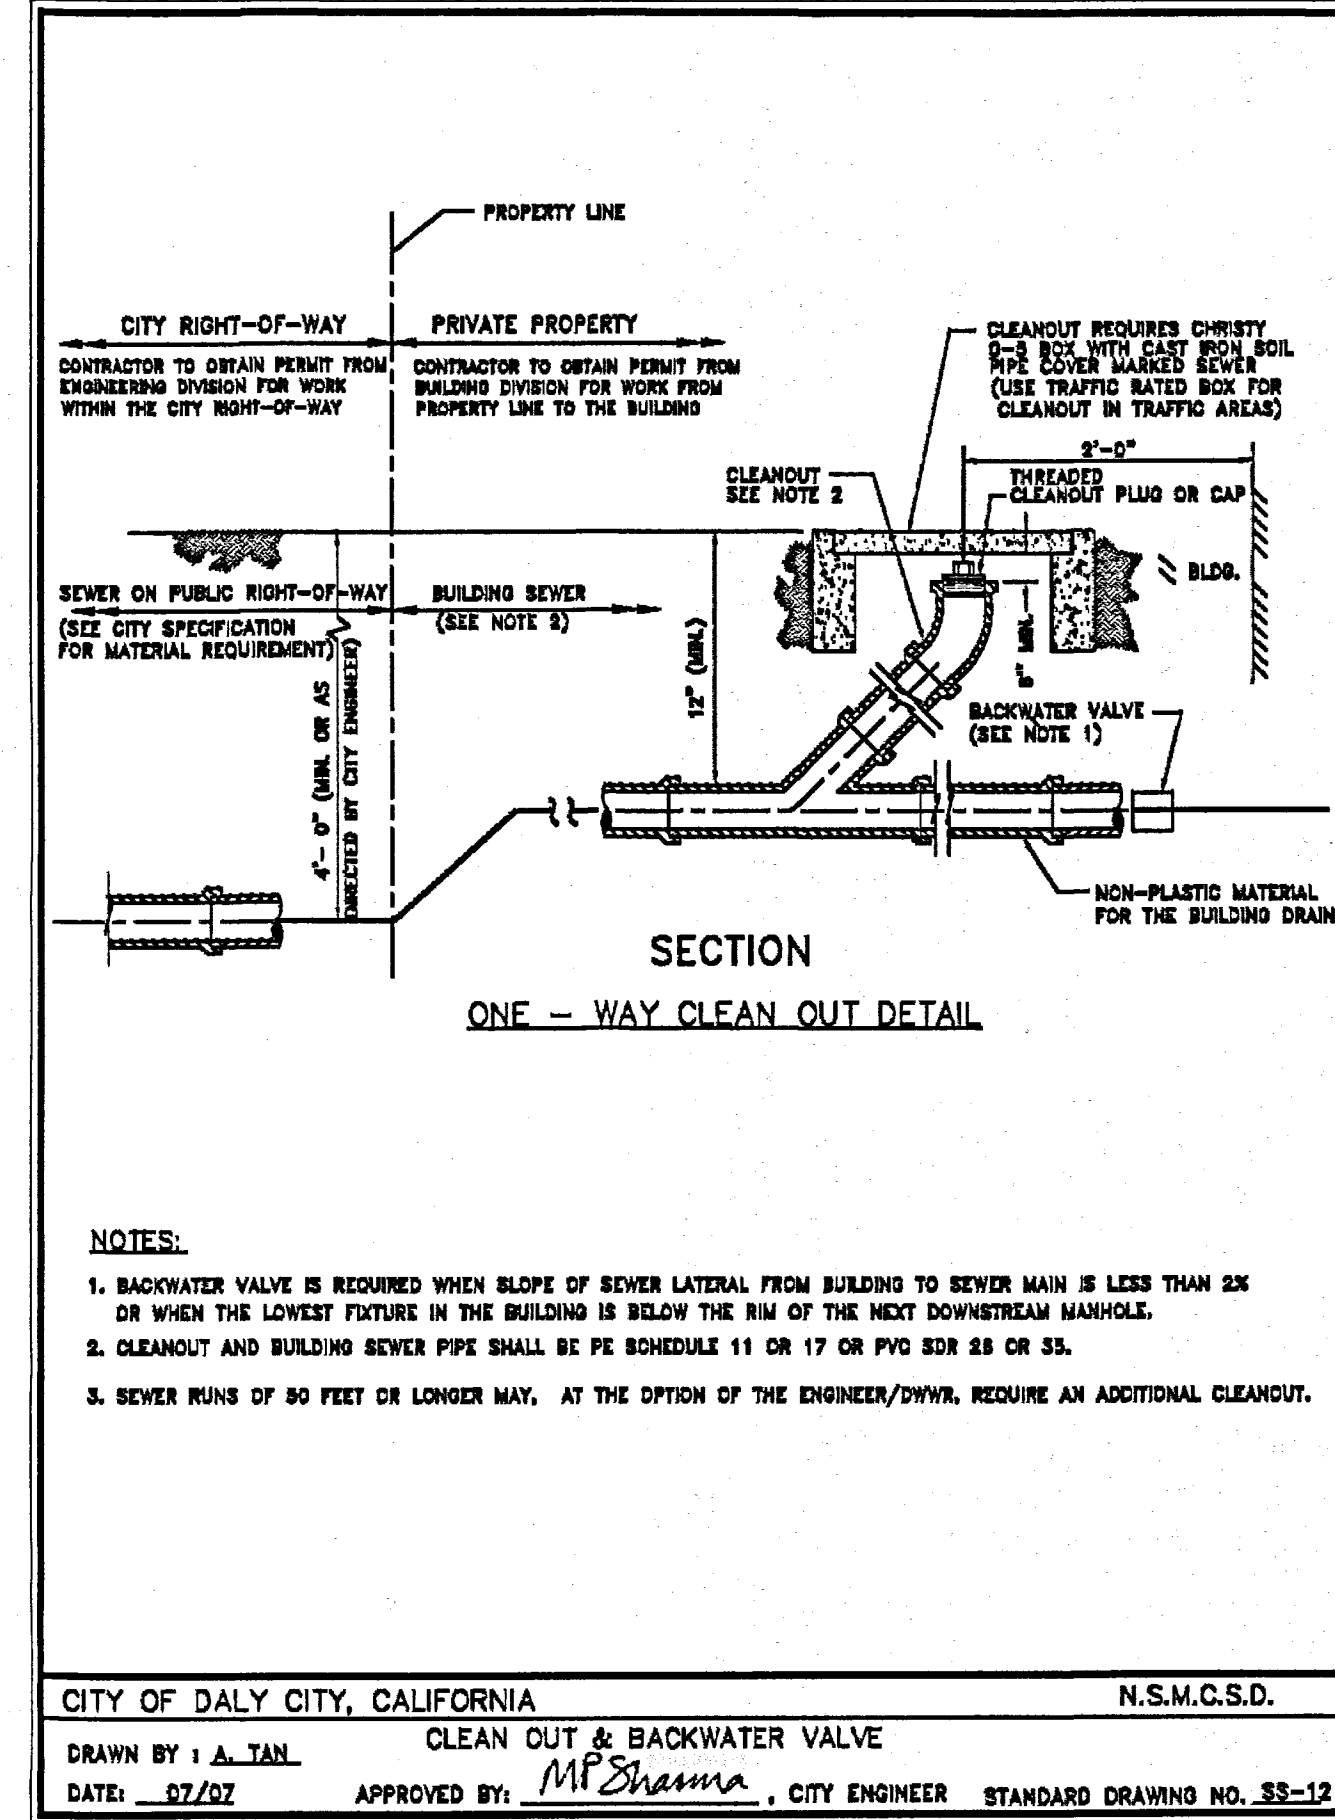 PROPERTY LINE
CITY RIGHT-OF-WAY
PRIVATE PROPERTY
CONTRACTOR TO OBTAIN PERMIT FROM
ENGINEERING DIVISION FOR WORK
WITHIN THE CITY RIGHT-OF-WAY
CONTRACTOR TO OBTAIN PERMIT FROM
BUILDING DIVISION FOR WORK FROM
PROPERTY LINE TO THE BUILDING
CLEANOUT REQUIRES CHRISTY
BOX WITH CAST IRON SOIL
PIPE COVER MARKED SEWER
(USE TRAFFIC RATED BOX FOR
CLEANOUT IN TRAFFIC AREAS)
2'-0"
CLEANOUT
SEE NOTE 2
THREADED
CLEANOUT PLUG OR CAP
BLDG.
SEWER ON PUBLIC RIGHT-OF-WAY
(SEE CITY SPECIFICATION
FOR MATERIAL REQUIREMENT)
BUILDING SEWER
(SEE NOTE 2)
4'-0" (MIN. OR AS
DIRECTED BY CITY ENGINEER)
12" (MIN.)
MIN.
BACKWATER VALVE
(SEE NOTE 1)
NON-PLASTIC MATERIAL
FOR THE BUILDING DRAIN
SECTION
ONE - WAY CLEAN OUT DETAIL
NOTES:
1. BACKWATER VALVE IS REQUIRED WHEN SLOPE OF SEWER LATERAL FROM BUILDING TO SEWER MAIN IS LESS THAN 2%
OR WHEN THE LOWEST FIXTURE IN THE BUILDING IS BELOW THE RIM OF THE NEXT DOWNSTREAM MANHOLE.
2. CLEANOUT AND BUILDING SEWER PIPE SHALL BE PE SCHEDULE 11 OR 17 OR PVC SDR OR 35.
3. SEWER RUNS OF 50 FEET OR LONGER MAY, AT THE OPTION OF THE ENGINEER/DWWR, REQUIRE AN ADDITIONAL CLEANOUT.
CITY OF DALY CITY, CALIFORNIA
N.S.M.C.S.D.
CLEAN OUT & BACKWATER VALVE
DRAWN BY : A. TAN
DATE: 07/07
APPROVED BY: MP Sharma, CITY ENGINEER
STANDARD DRAWING NO. SS-12